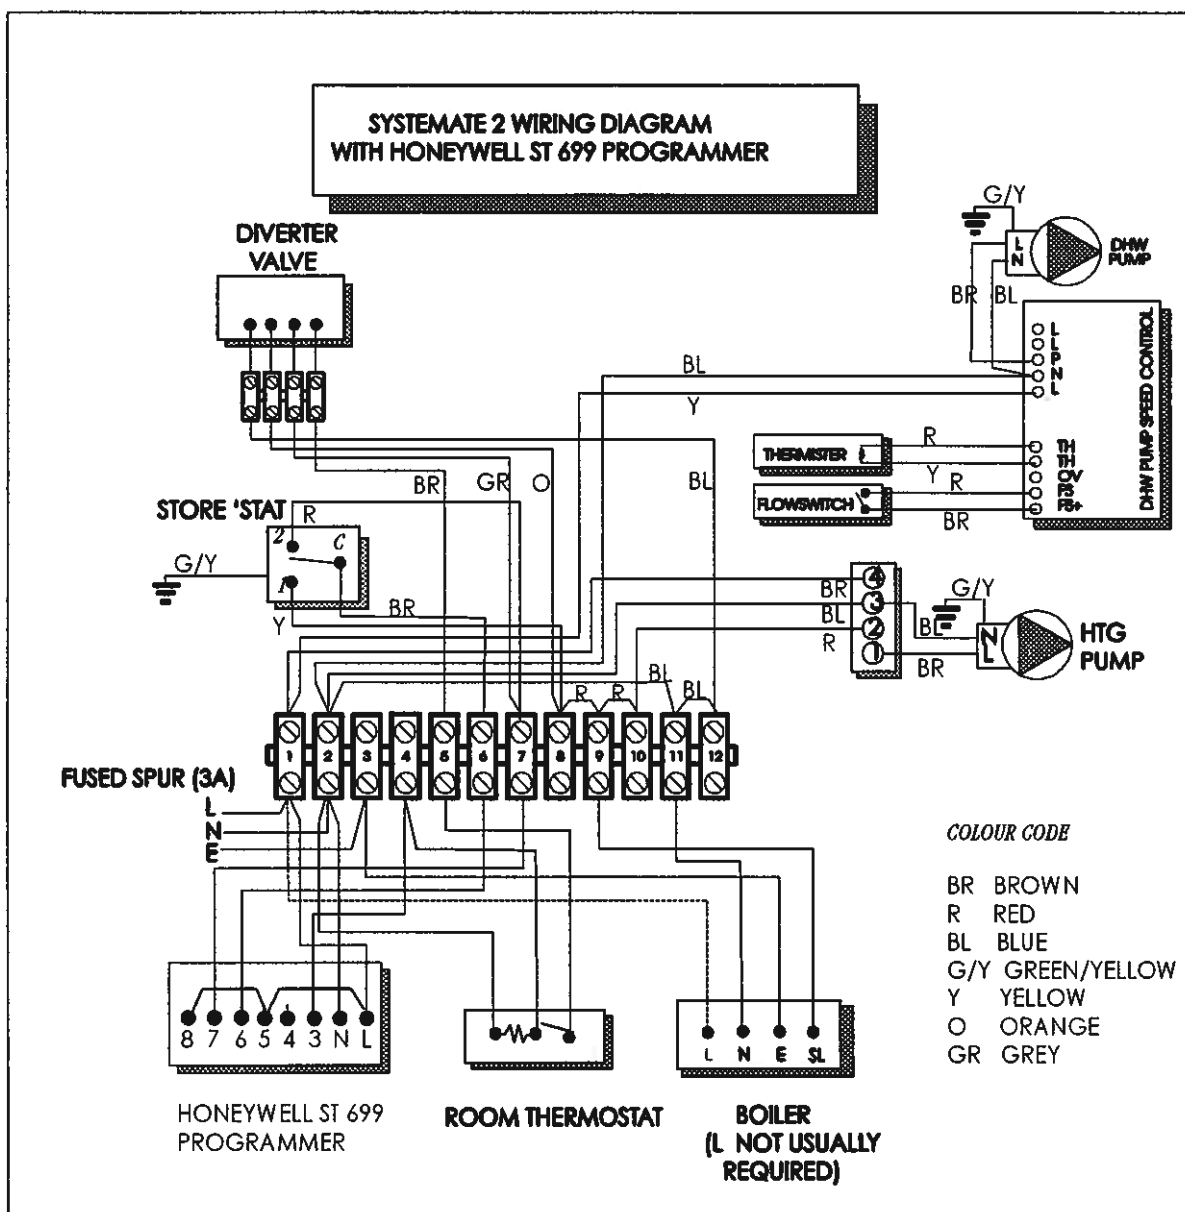 SYSTEMATE 2 WIRING DIAGRAM
WITH HONEYWELL ST 699 PROGRAMMER
G/Y
DIVERTER
VALVE
L
N
DHW
PUMP
BR
BL
L
L
P
N
L
DHW PUMP SPEED CONTROL
BL
Y
THERMISTER
R
TH
TH
Y
OV
FLOWSWITCH
R
FS
FS+
BR
BR
GR
O
BL
STORE 'STAT
R
2
C
G/Y
1
Y
BR
4
3
2
1
BR
BL
R
G/Y
BL
N
L
BR
HTG
PUMP
R
R
BL
BL
1 2 3 4 5 6 7 8 9 10 11 12
FUSED SPUR (3A)
L
N
E
COLOUR CODE
BR BROWN
R RED
BL BLUE
G/Y GREEN/YELLOW
Y YELLOW
O ORANGE
GR GREY
8 7 6 5 4 3 N L
L N E SL
HONEYWELL ST 699
PROGRAMMER
ROOM THERMOSTAT
BOILER
(L NOT USUALLY
REQUIRED)